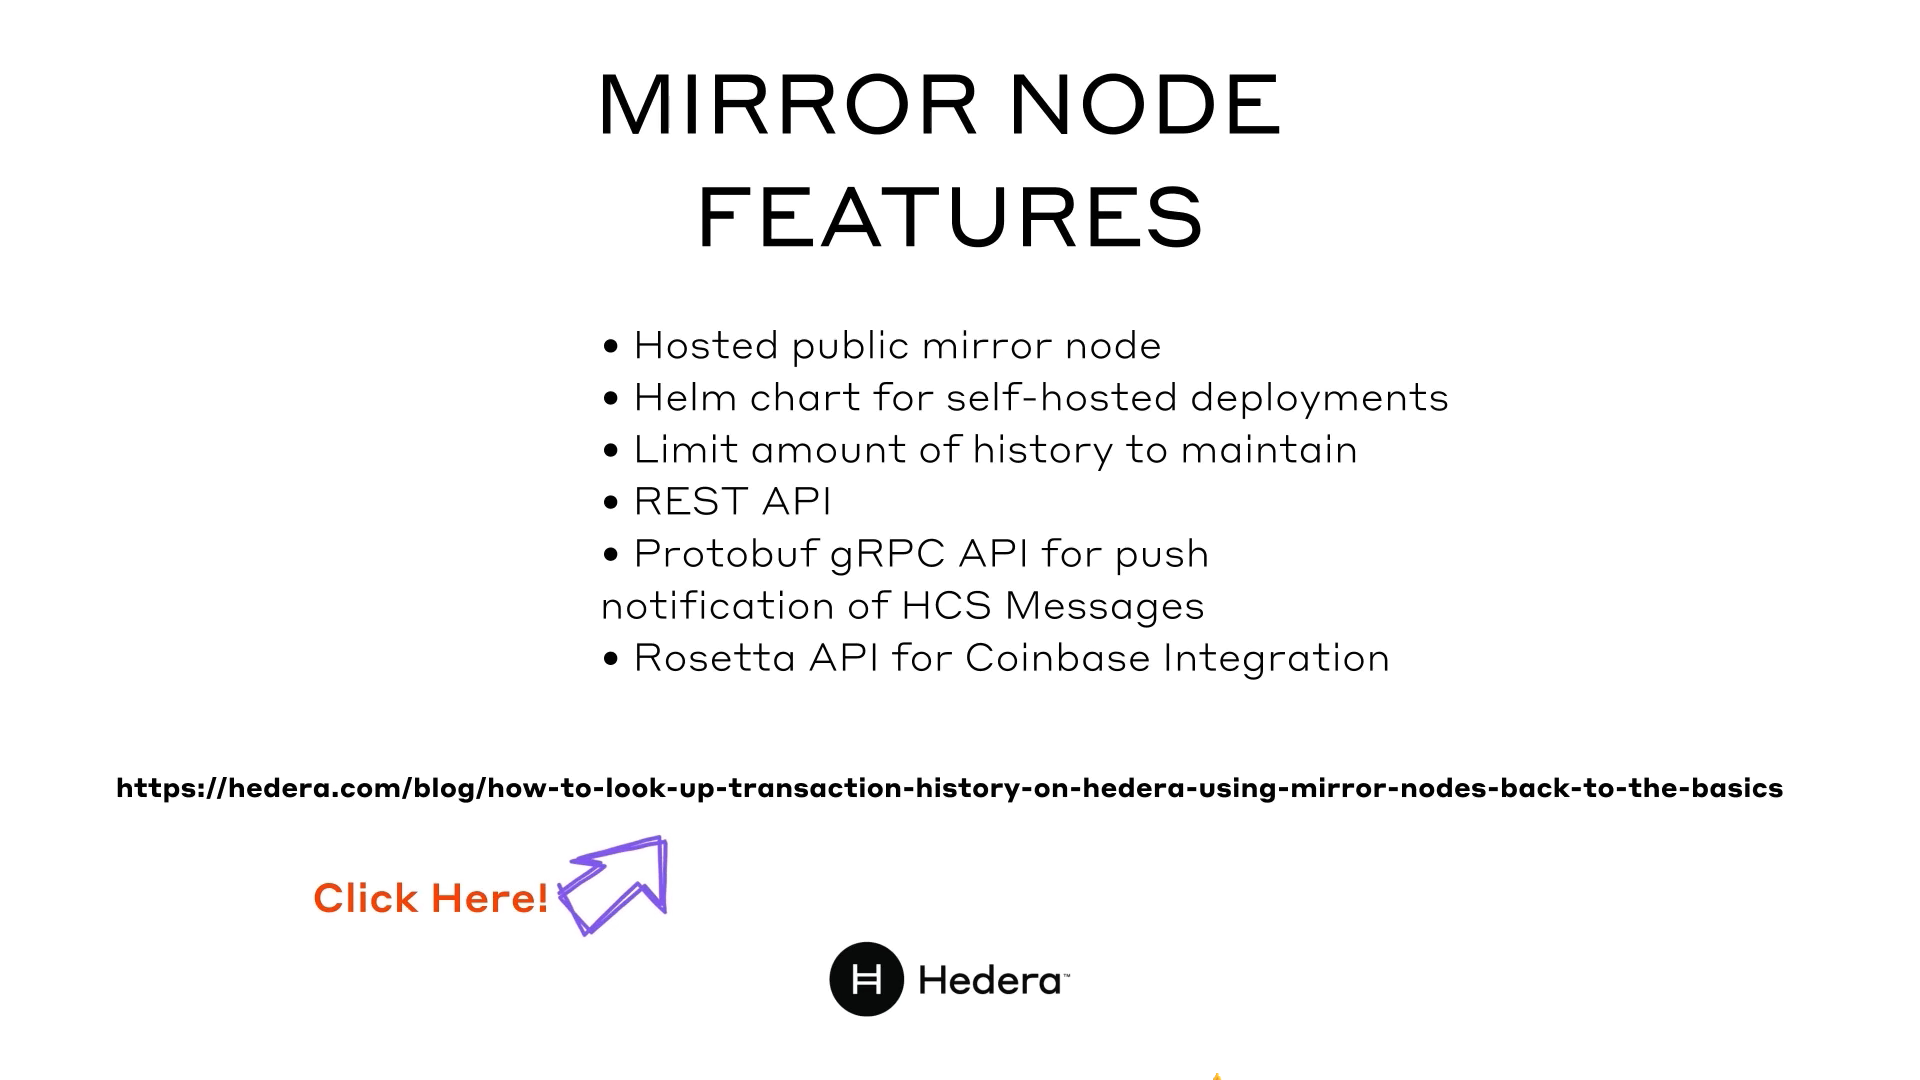 MIRROR NODE
FEATURES
• Hosted public mirror node
• Helm chart for self-hosted deployments
• Limit amount of history to maintain
• REST API
• Protobuf gRPC API for push
notification of HCS Messages
• Rosetta API for Coinbase Integration
https://hedera.com/blog/how-to-look-up-transaction-history-on-hedera-using-mirror-nodes-back-to-the-basics
Click Here!
H Hedera™